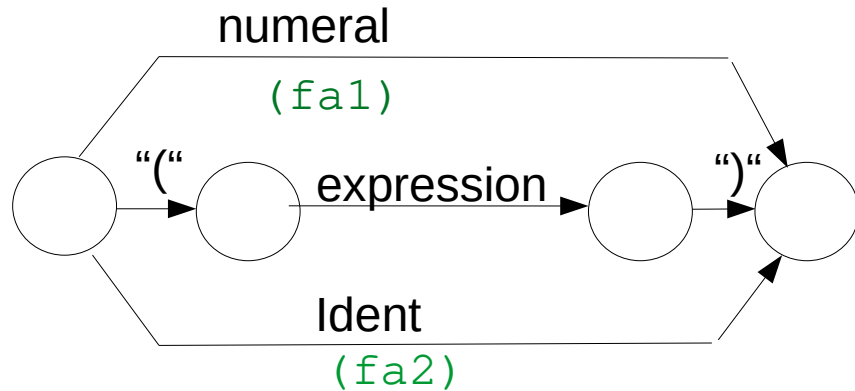 numeral
(fa1)
“(“
expression
“)“
Ident
(fa2)